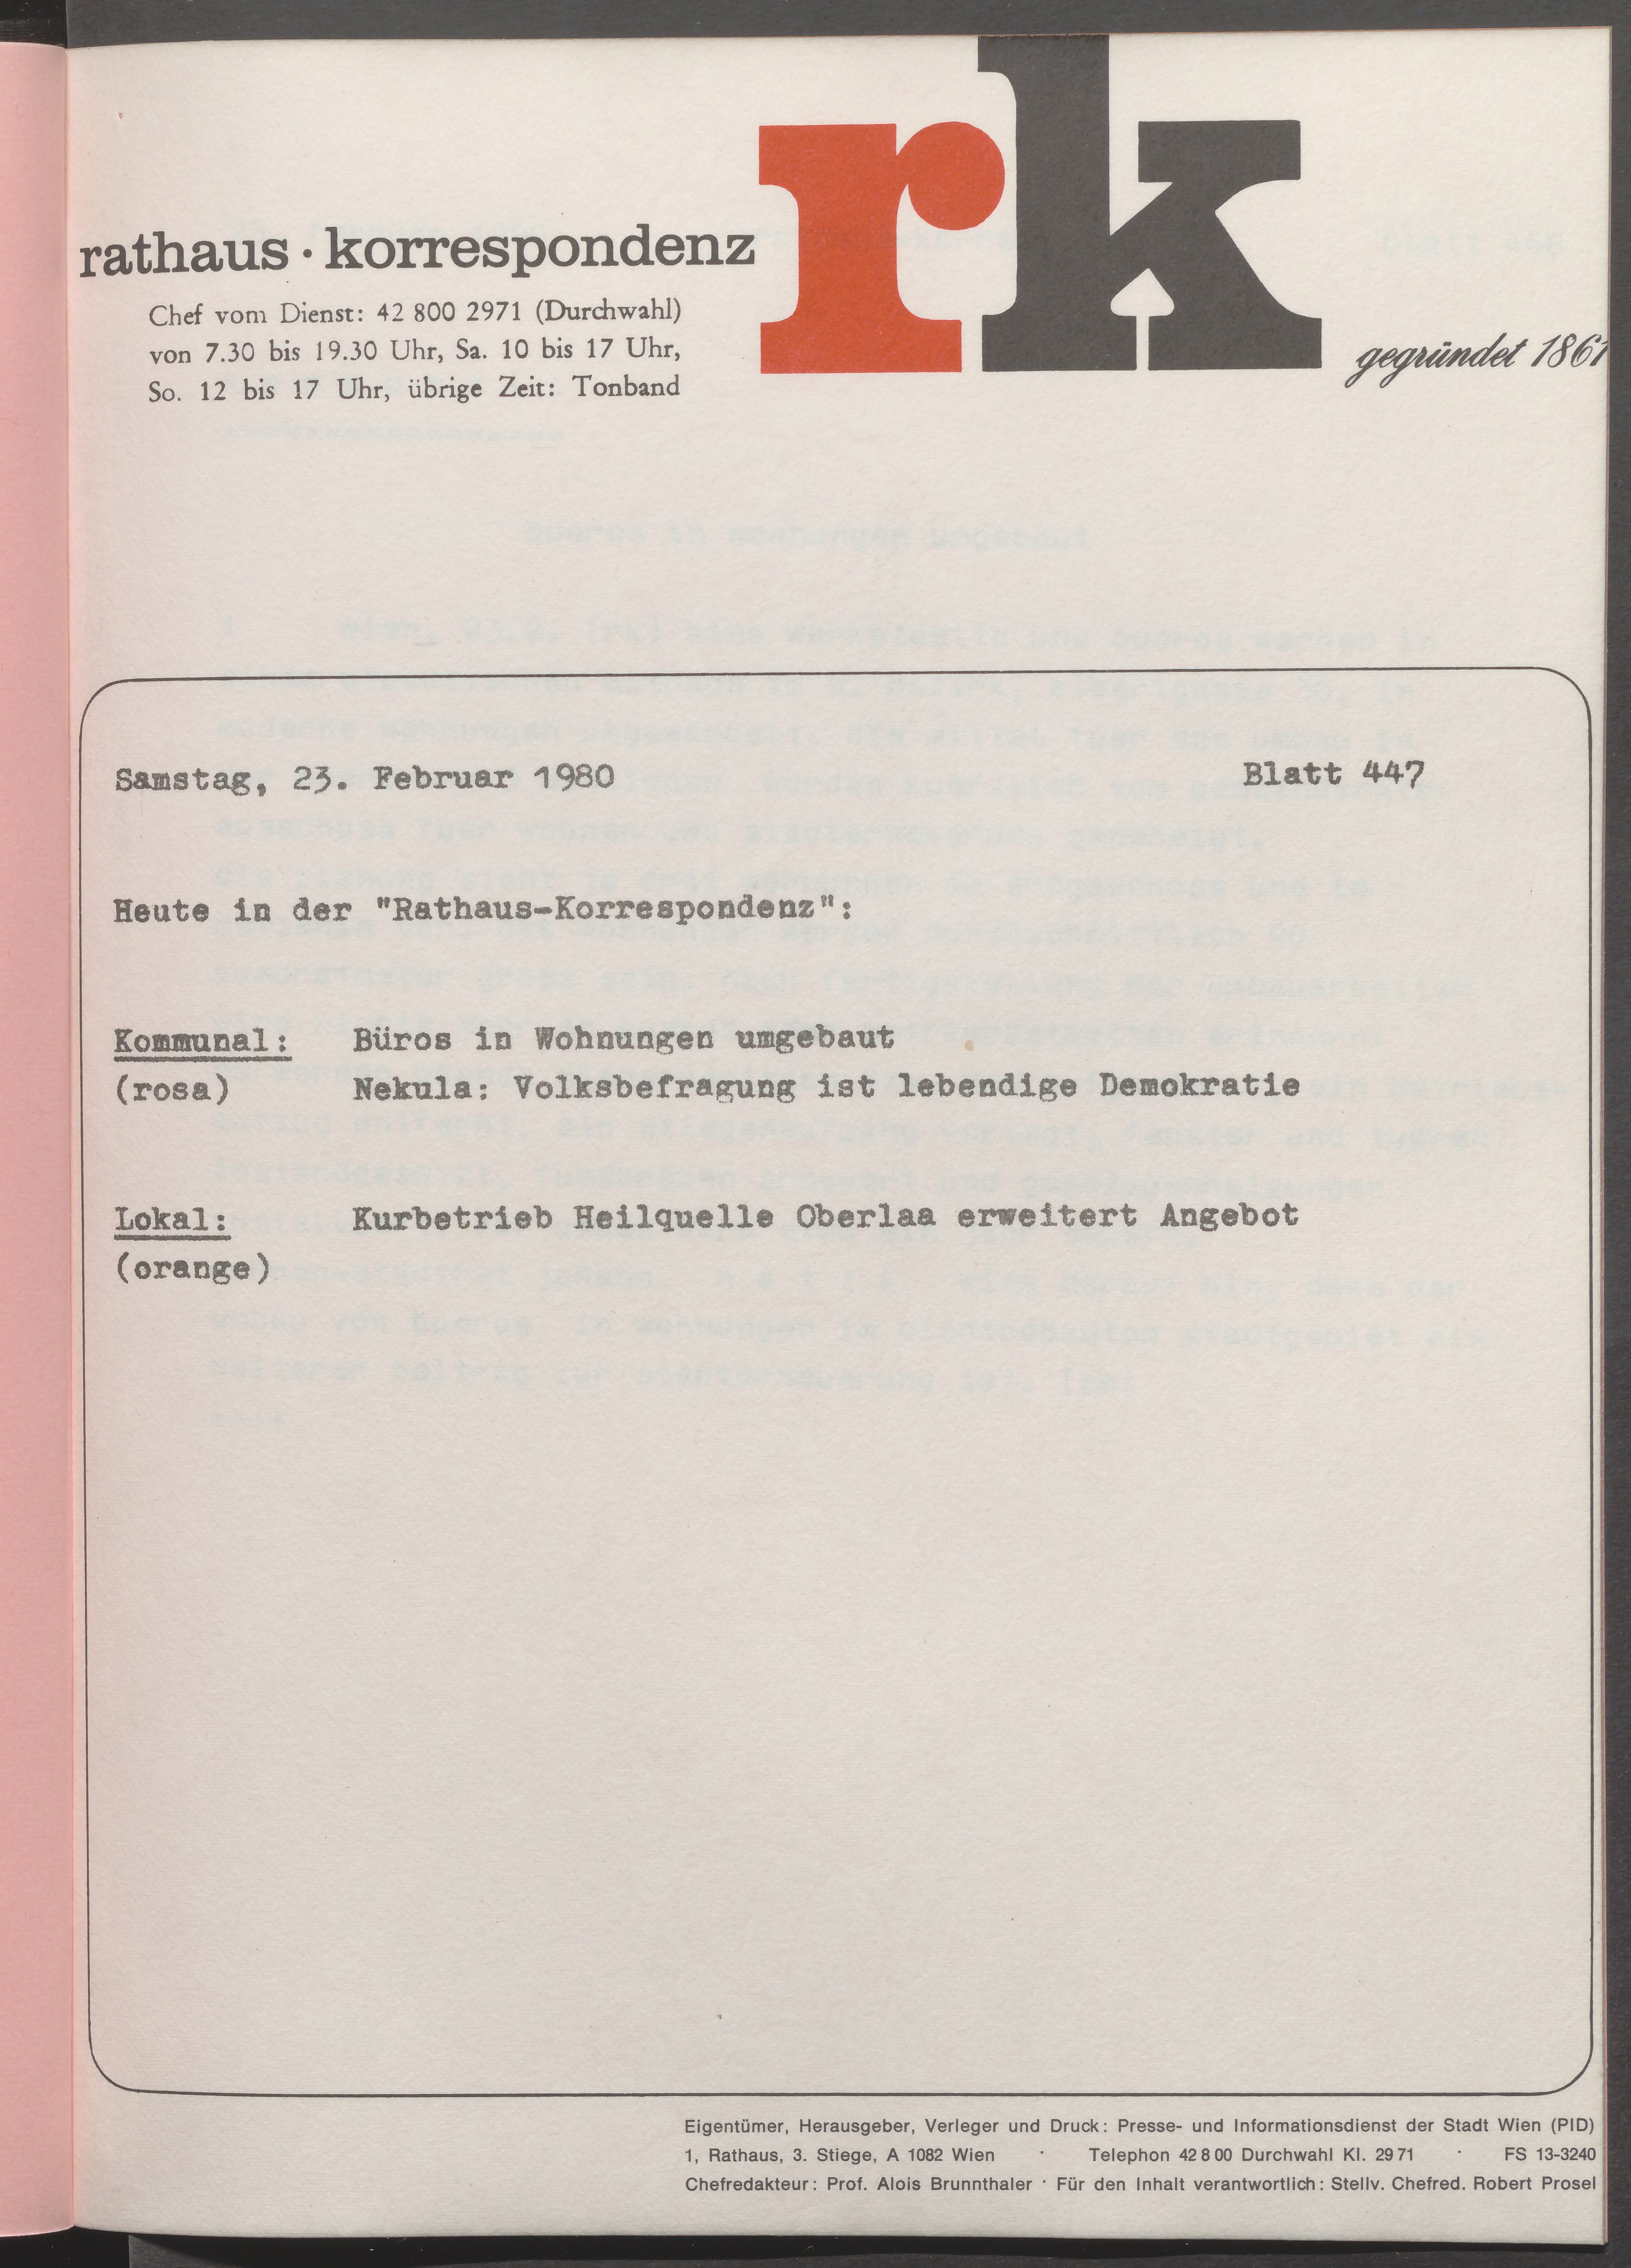 rk
rathaus · korrespondenz
gegründet 1861
Chef vom Dienst: 42 800 2971 (Durchwahl)
von 7.30 bis 19.30 Uhr, Sa. 10 bis 17 Uhr,
So. 12 bis 17 Uhr, übrige Zeit: Tonband
Samstag, 23. Februar 1980 Blatt 447
Heute in der "Rathaus-Korrespondenz":
Kommunal: Büros in Wohnungen umgebaut
(rosa) Nekula: Volksbefragung ist lebendige Demokratie
Lokal: Kurbetrieb Heilquelle Oberlaa erweitert Angebot
(orange)
Eigentümer, Herausgeber, Verleger und Druck: Presse- und Informationsdienst der Stadt Wien (PID)
1, Rathaus, 3. Stiege, A 1082 Wien · Telephon 42 8 00 Durchwahl Kl. 29 71 · FS 13-3240
Chefredakteur: Prof. Alois Brunnthaler · Für den Inhalt verantwortlich: Stellv. Chefred. Robert Prosel